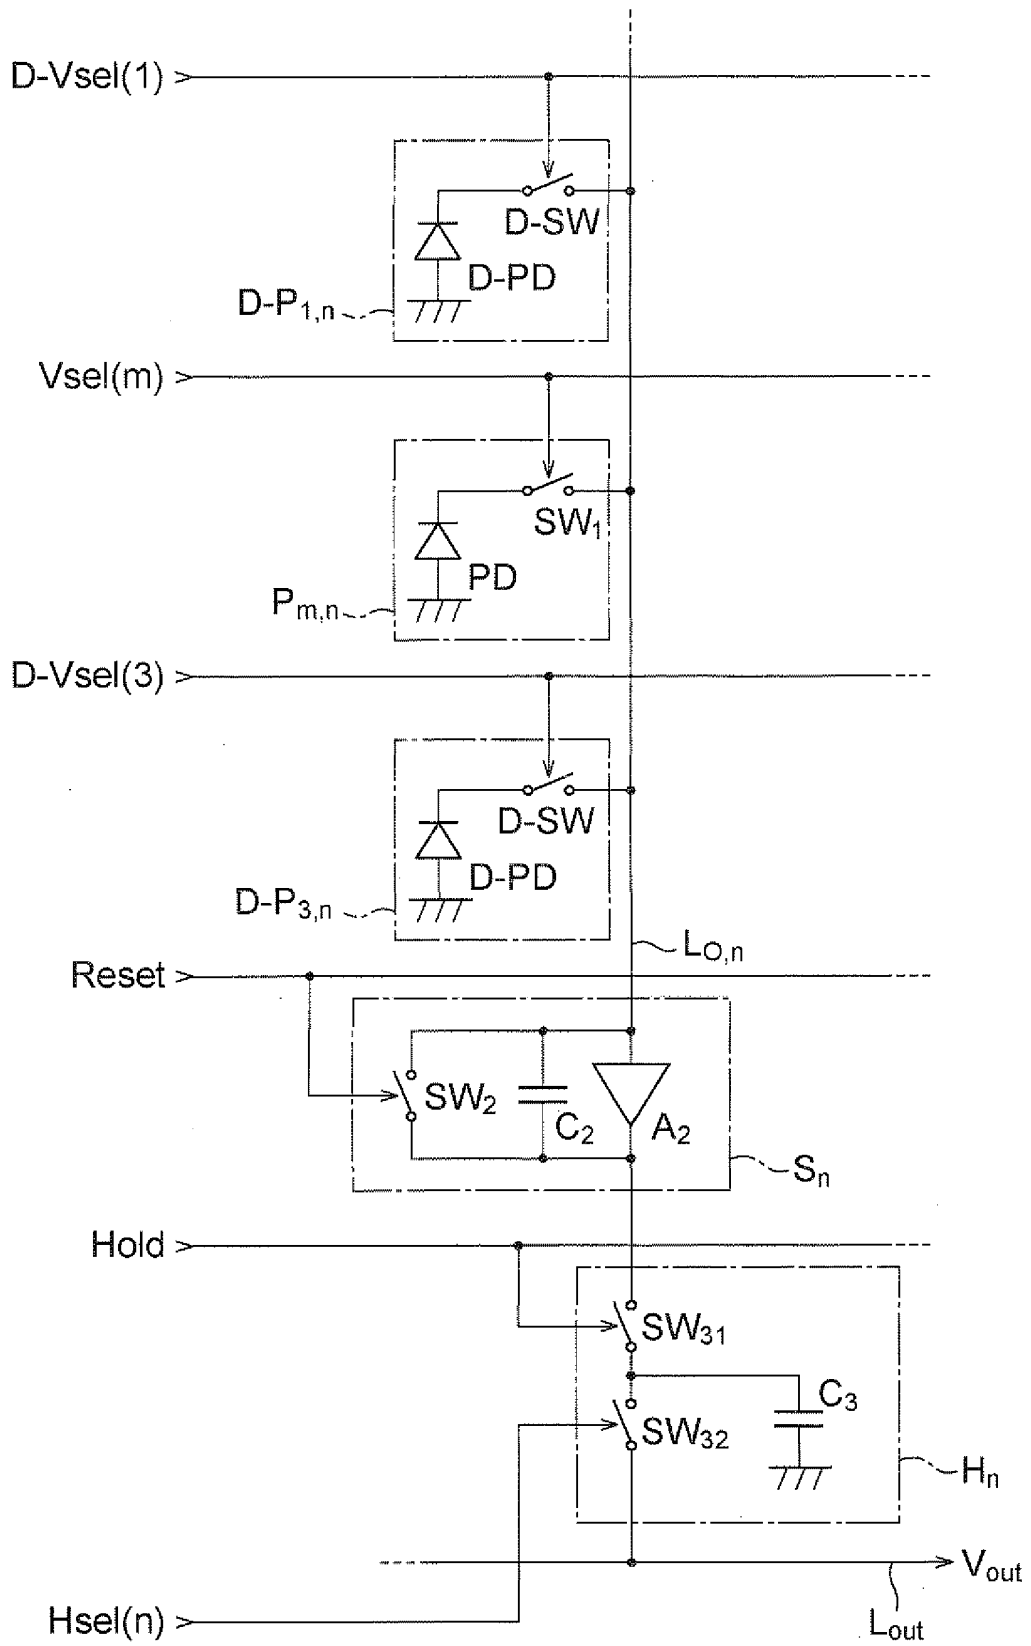 D-Vsel(1)
D-SW
D-PD
D-P1,n
Vsel(m)
SW1
PD
Pm,n
D-Vsel(3)
D-SW
D-PD
D-P3,n
LO,n
Reset
SW2
C2
A2
Sn
Hold
SW31
C3
SW32
Hn
Vout
Hsel(n)
Lout